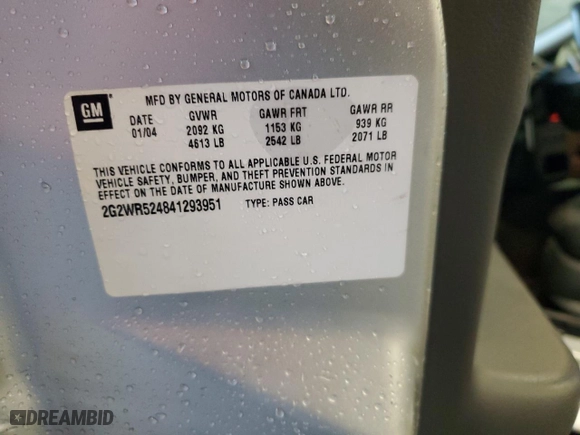 GM
MFD BY GENERAL MOTORS OF CANADA LTD.
DATE GVWR GAWR FRT GAWR RR
01/04 2092 KG 1153 KG 939 KG
4613 LB 2542 LB 2071 LB
THIS VEHICLE CONFORMS TO ALL APPLICABLE U.S. FEDERAL MOTOR
VEHICLE SAFETY, BUMPER, AND THEFT PREVENTION STANDARDS IN
EFFECT ON THE DATE OF MANUFACTURE SHOWN ABOVE.
2G2WR524841293951 TYPE: PASS CAR
DREAMBID